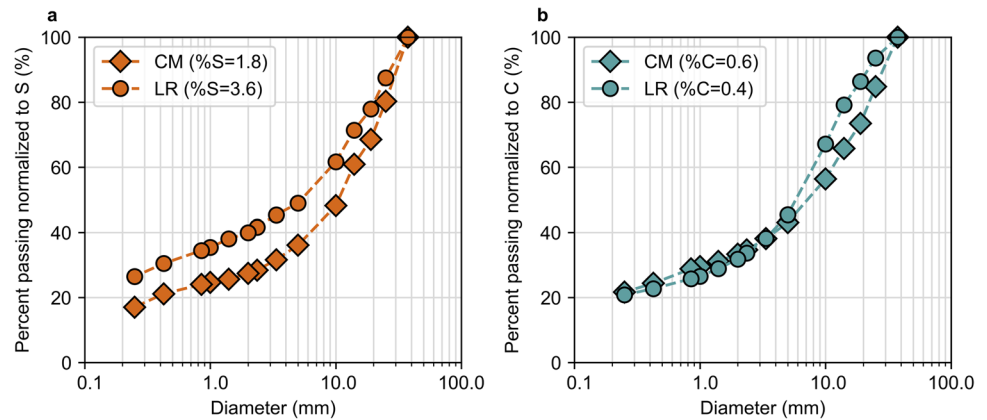 a
Percent passing normalized to S (%)
100
80
60
40
20
0
CM (%S=1.8)
LR (%S=3.6)
0.1
1.0
10.0
100.0
Diameter (mm)
b
Percent passing normalized to C (%)
100
80
60
40
20
0
CM (%C=0.6)
LR (%C=0.4)
0.1
1.0
10.0
100.0
Diameter (mm)